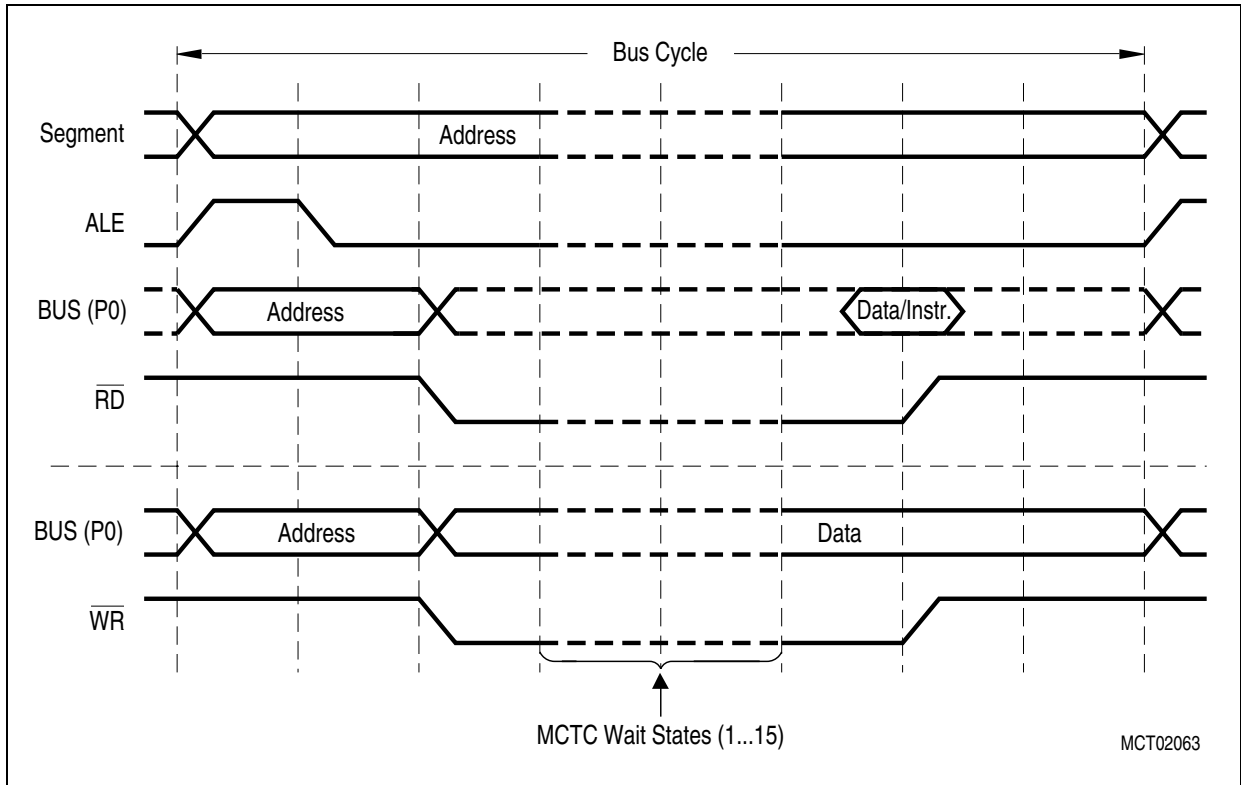 Bus Cycle
Segment
Address
ALE
BUS (P0)
Address
Data/Instr.
RD
BUS (P0)
Address
Data
WR
MCTC Wait States (1...15)
MCT02063